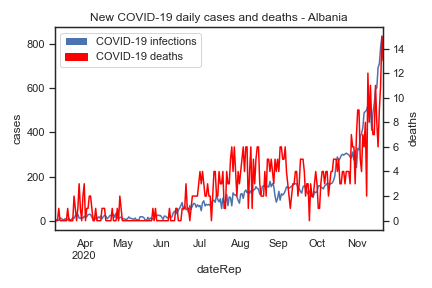 New COVID-19 daily cases and deaths - Albania
COVID-19 infections
COVID-19 deaths
800
600
400
200
0
cases
14
12
10
8
6
4
2
0
deaths
Apr May Jun Jul Aug Sep Oct Nov
2020
dateRep